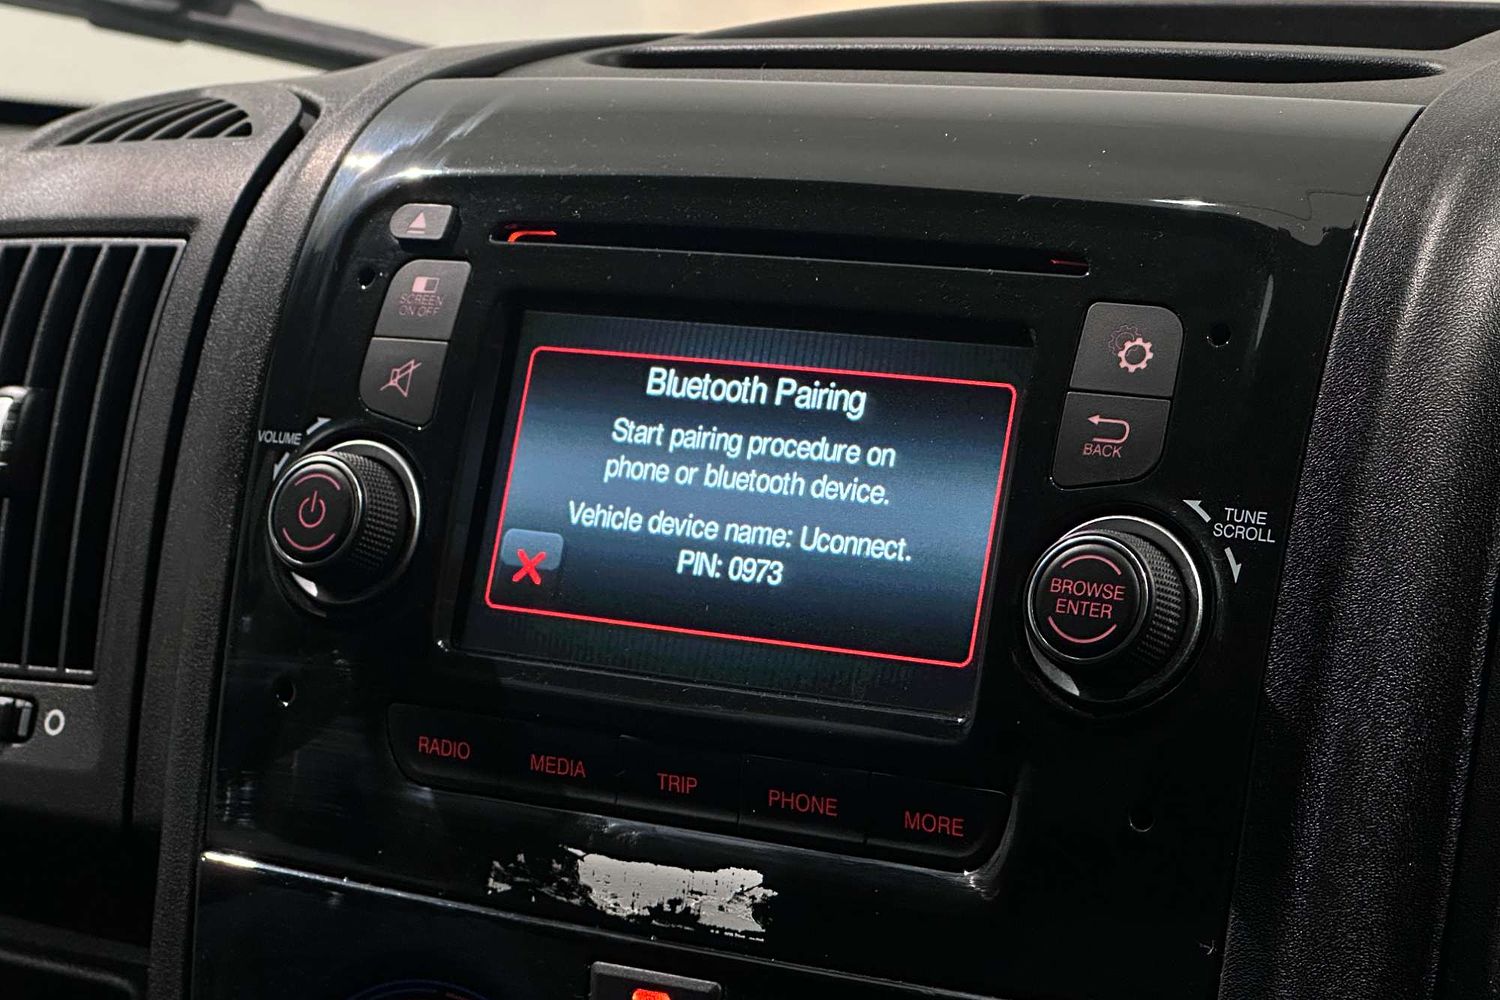 SCREEN
ON OFF
VOLUME
Bluetooth Pairing
Start pairing procedure on
phone or bluetooth device.
Vehicle device name: Uconnect.
PIN: 0973
BACK
TUNE
SCROLL
BROWSE
ENTER
RADIO
MEDIA
TRIP
PHONE
MORE